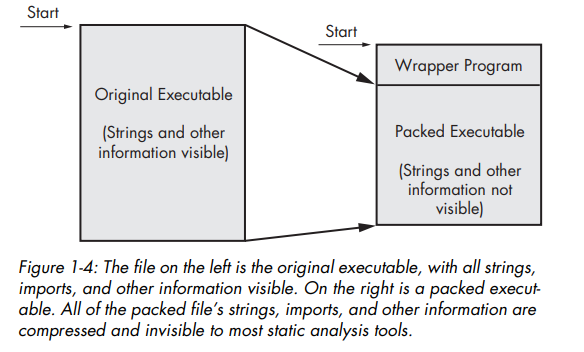 Start
Original Executable
(Strings and other
information visible)
Start
Wrapper Program
Packed Executable
(Strings and other
information not
visible)
Figure 1-4: The file on the left is the original executable, with all strings,
imports, and other information visible. On the right is a packed execut-
able. All of the packed file’s strings, imports, and other information are
compressed and invisible to most static analysis tools.